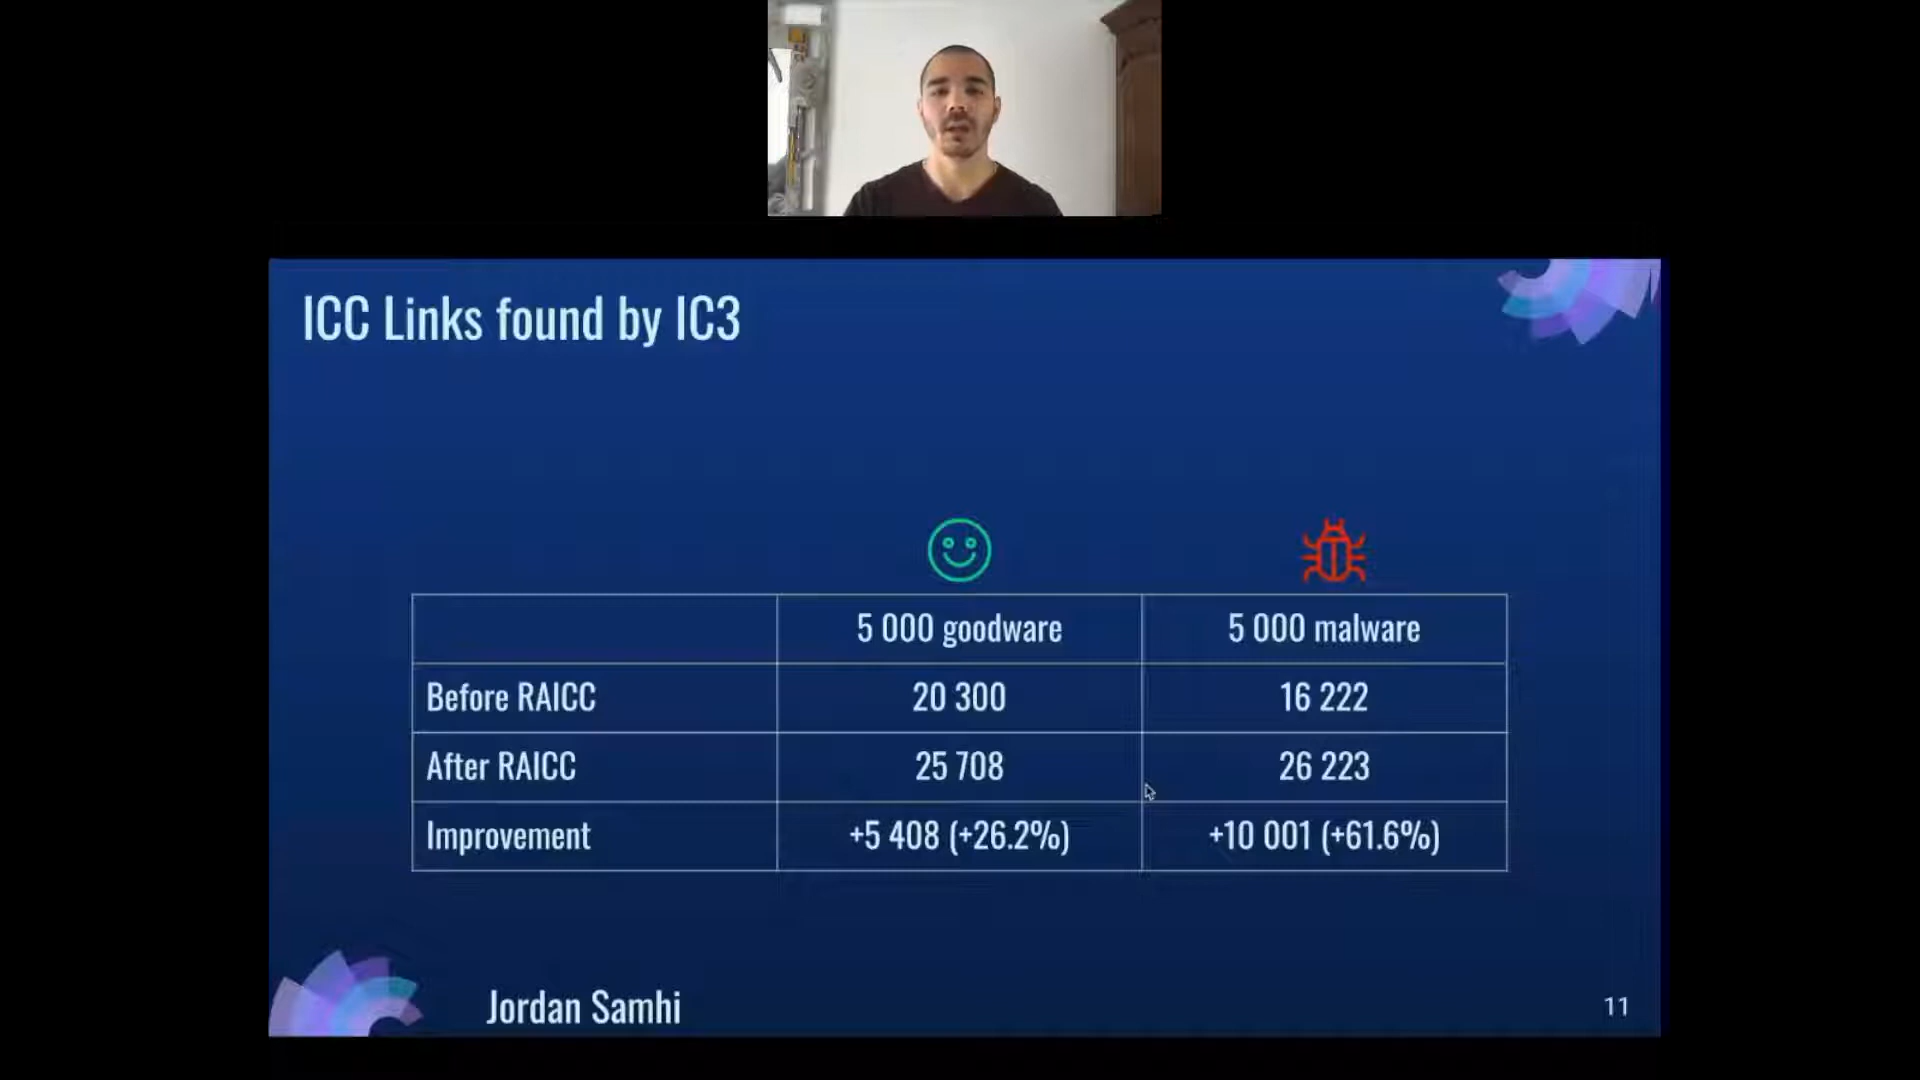 ICC Links found by IC3
5 000 goodware 5 000 malware
Before RAICC 20 300 16 222
After RAICC 25 708 26 223
Improvement +5 408 (+26.2%) +10 001 (+61.6%)
Jordan Samhi
11